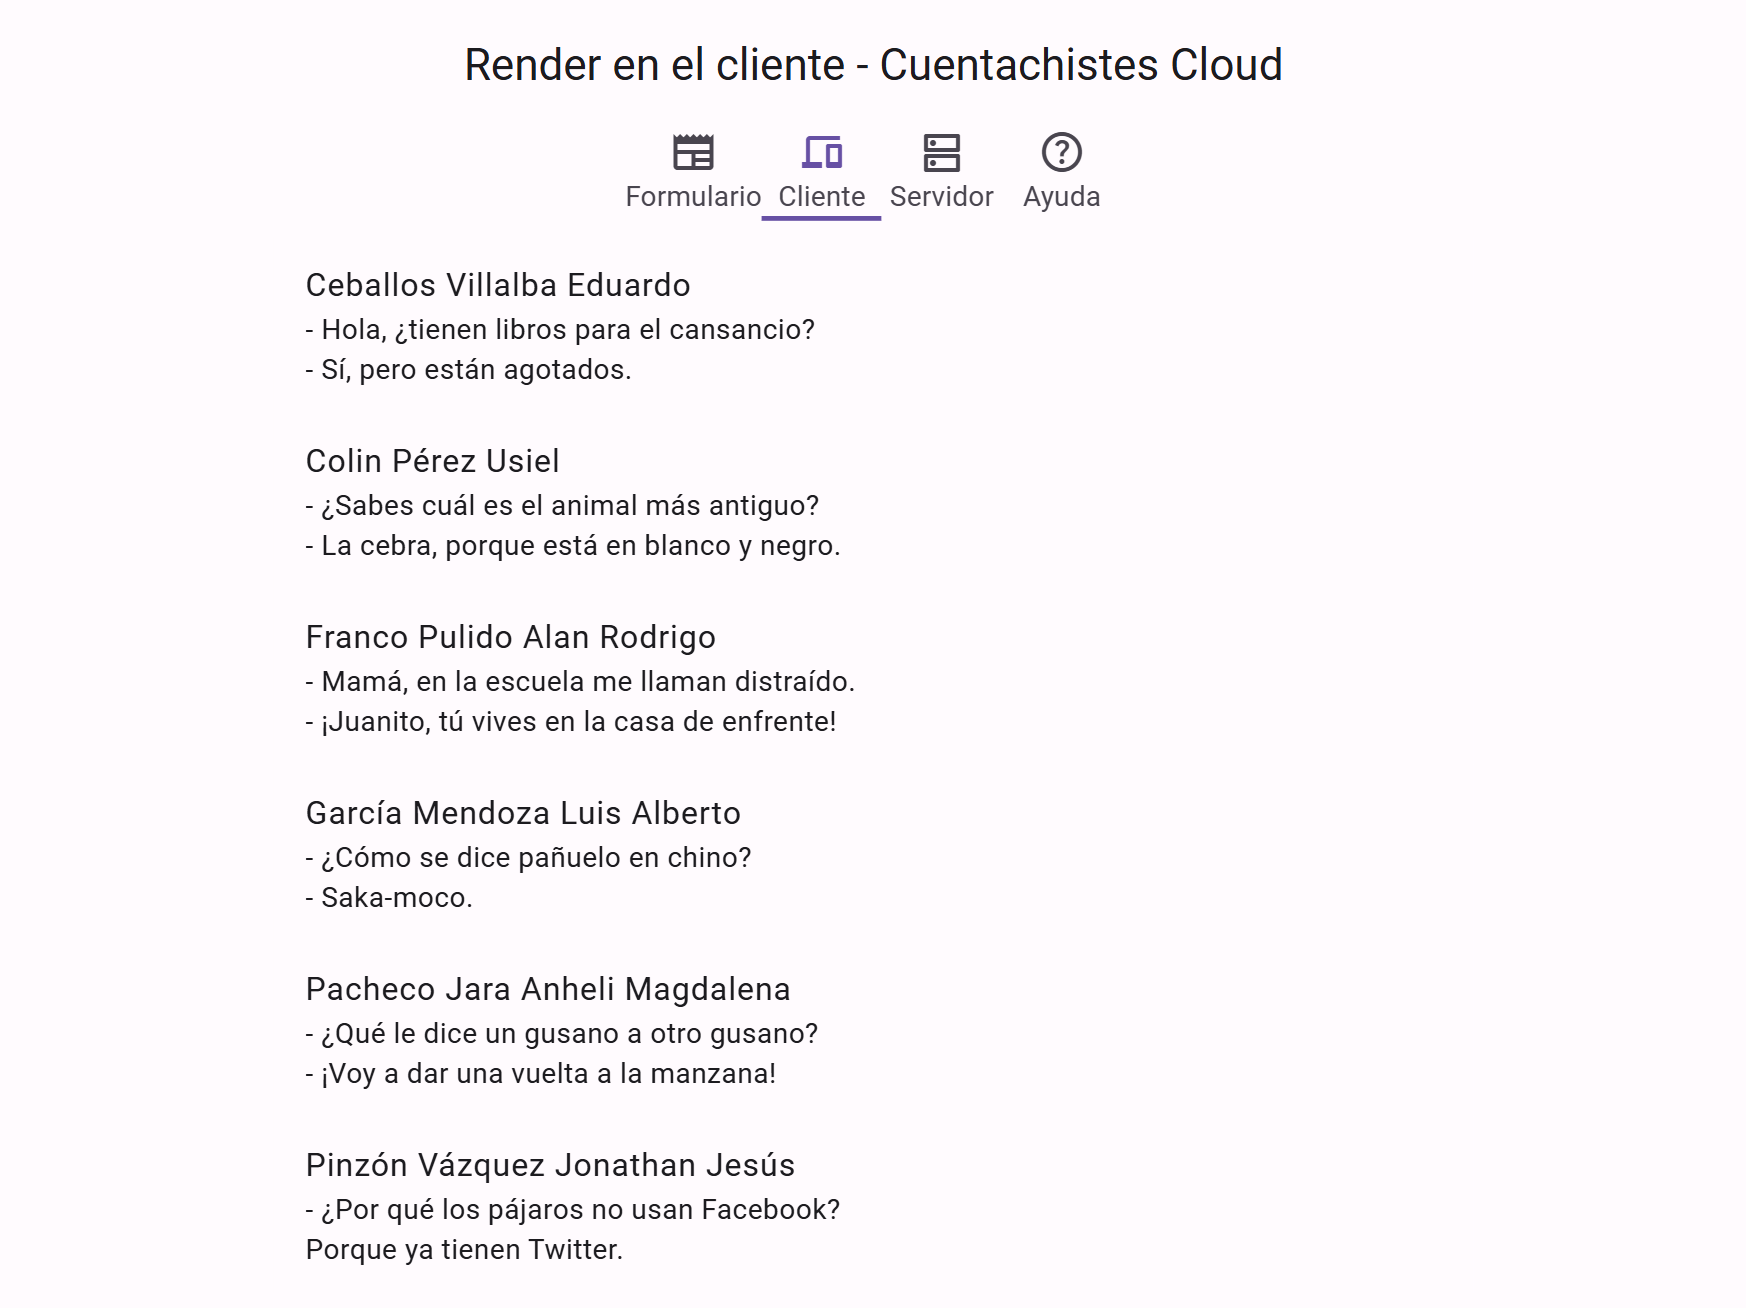 Render en el cliente - Cuentachistes Cloud
Formulario Cliente Servidor Ayuda
Ceballos Villalba Eduardo
- Hola, ¿tienen libros para el cansancio?
- Sí, pero están agotados.
Colin Pérez Usiel
- ¿Sabes cuál es el animal más antiguo?
- La cebra, porque está en blanco y negro.
Franco Pulido Alan Rodrigo
- Mamá, en la escuela me llaman distraído.
- ¡Juanito, tú vives en la casa de enfrente!
García Mendoza Luis Alberto
- ¿Cómo se dice pañuelo en chino?
- Saka-moco.
Pacheco Jara Anheli Magdalena
- ¿Qué le dice un gusano a otro gusano?
- ¡Voy a dar una vuelta a la manzana!
Pinzón Vázquez Jonathan Jesús
- ¿Por qué los pájaros no usan Facebook?
Porque ya tienen Twitter.